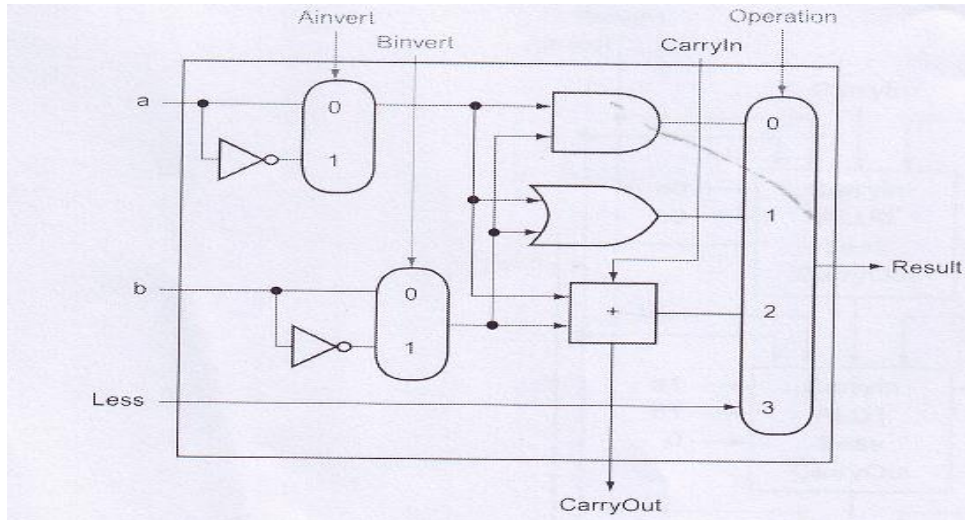 Ainvert
Operation
Binvert
CarryIn
a
0
1
0
1
b
0
1
+
2
Less
3
Result
CarryOut